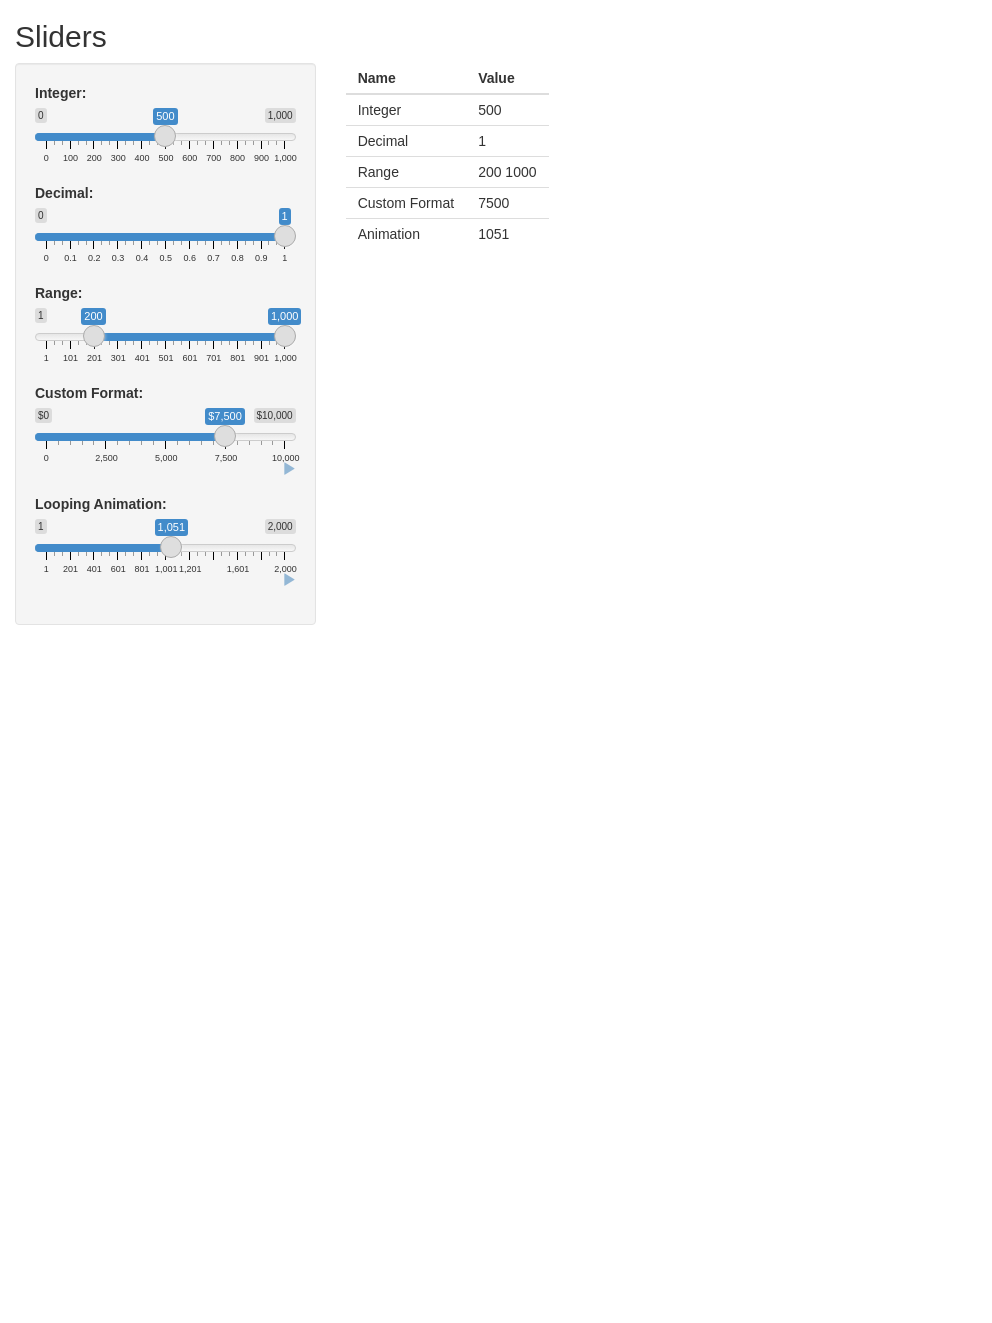 Sliders
Integer:
0 500 1,000
0 100 200 300 400 500 600 700 800 900 1,000
Decimal:
0 1
0 0.1 0.2 0.3 0.4 0.5 0.6 0.7 0.8 0.9 1
Range:
1 200 1,000
1 101 201 301 401 501 601 701 801 901 1,000
Custom Format:
$0 $7,500 $10,000
0 2,500 5,000 7,500 10,000
Looping Animation:
1 1,051 2,000
1 201 401 601 801 1,001 1,201 1,601 2,000
Name Value
Integer 500
Decimal 1
Range 200 1000
Custom Format 7500
Animation 1051